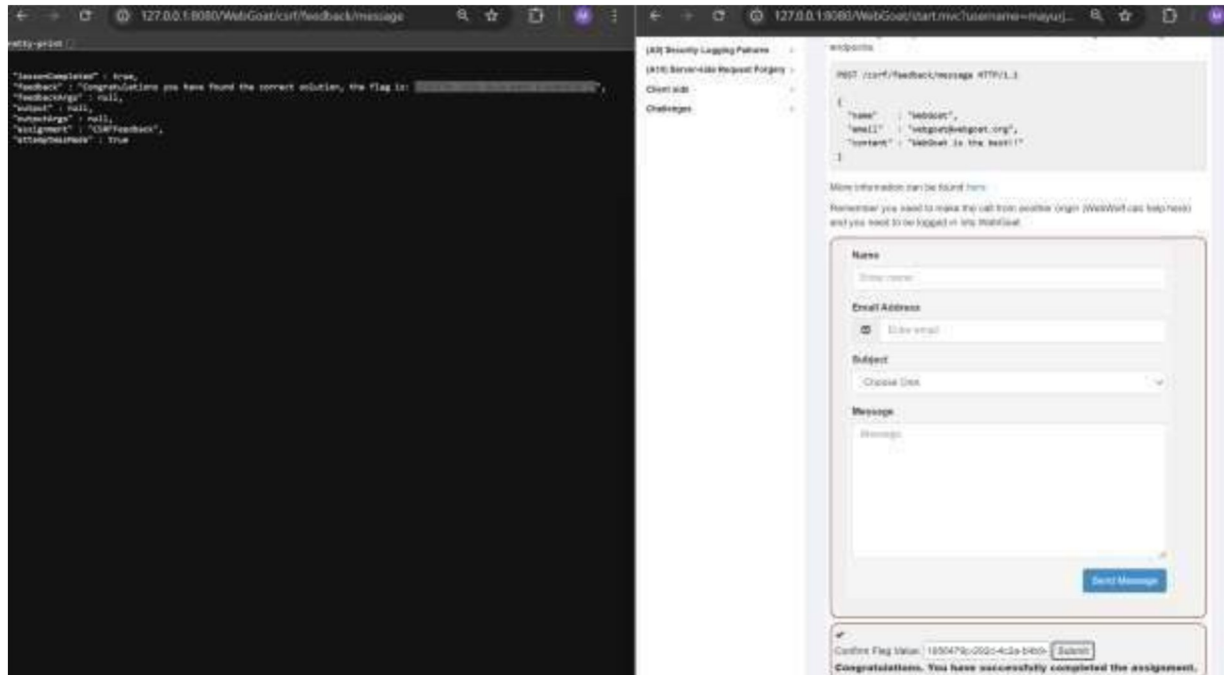 127.0.0.1:8080/WebGoat/csrf/feedback/message
pretty-print
"lessonCompleted" : true,
"feedback" : "Congratulations you have found the correct solution, the flag is: ",
"feedbackArgs" : null,
"output" : null,
"outputArgs" : null,
"assignment" : "CSRFFeedback",
"attemptWasMade" : true
127.0.0.1:8080/WebGoat/start.mvc?username=mayurj...
(A9) Security Logging Failures
(A10) Server-side Request Forgery
Client side
Challenges
endpoints
POST /csrf/feedback/message HTTP/1.1
{
"name" : "WebGoat",
"email" : "webgoat@webgoat.org",
"content" : "WebGoat is the best!!"
}
More information can be found here
Remember you need to make the call from another origin (WebWolf can help here)
and you need to be logged in into WebGoat
Name
Enter name
Email Address
Enter email
Subject
Choose One
Message
Message
Send Message
Confirm Flag Value: Submit
Congratulations. You have successfully completed the assignment.